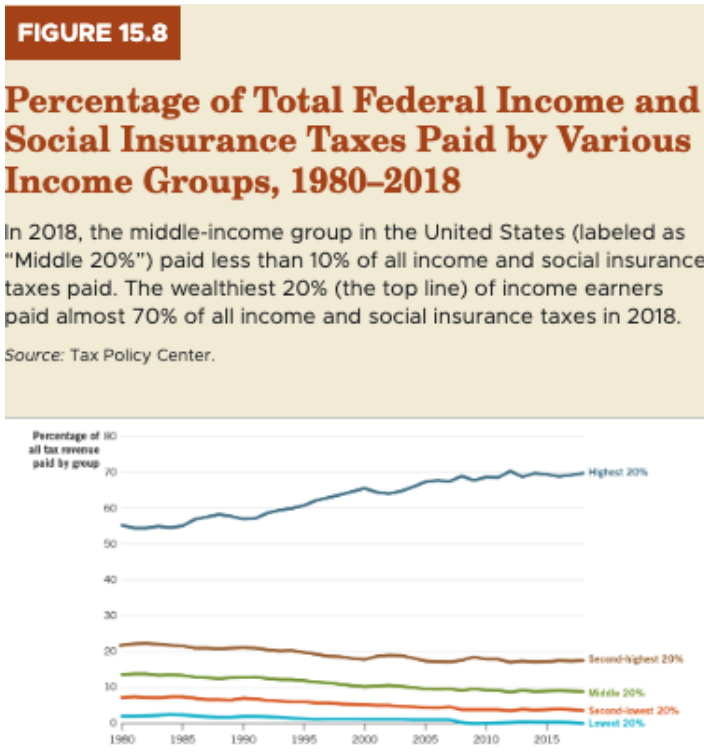 FIGURE 15.8
Percentage of Total Federal Income and
Social Insurance Taxes Paid by Various
Income Groups, 1980–2018
In 2018, the middle-income group in the United States (labeled as
“Middle 20%”) paid less than 10% of all income and social insurance
taxes paid. The wealthiest 20% (the top line) of income earners
paid almost 70% of all income and social insurance taxes in 2018.
Source: Tax Policy Center.
Percentage of
all tax revenue
paid by group
80
70
60
50
40
30
20
10
0
Highest 20%
Second-highest 20%
Middle 20%
Second-lowest 20%
Lowest 20%
1980 1985 1990 1995 2000 2005 2010 2015